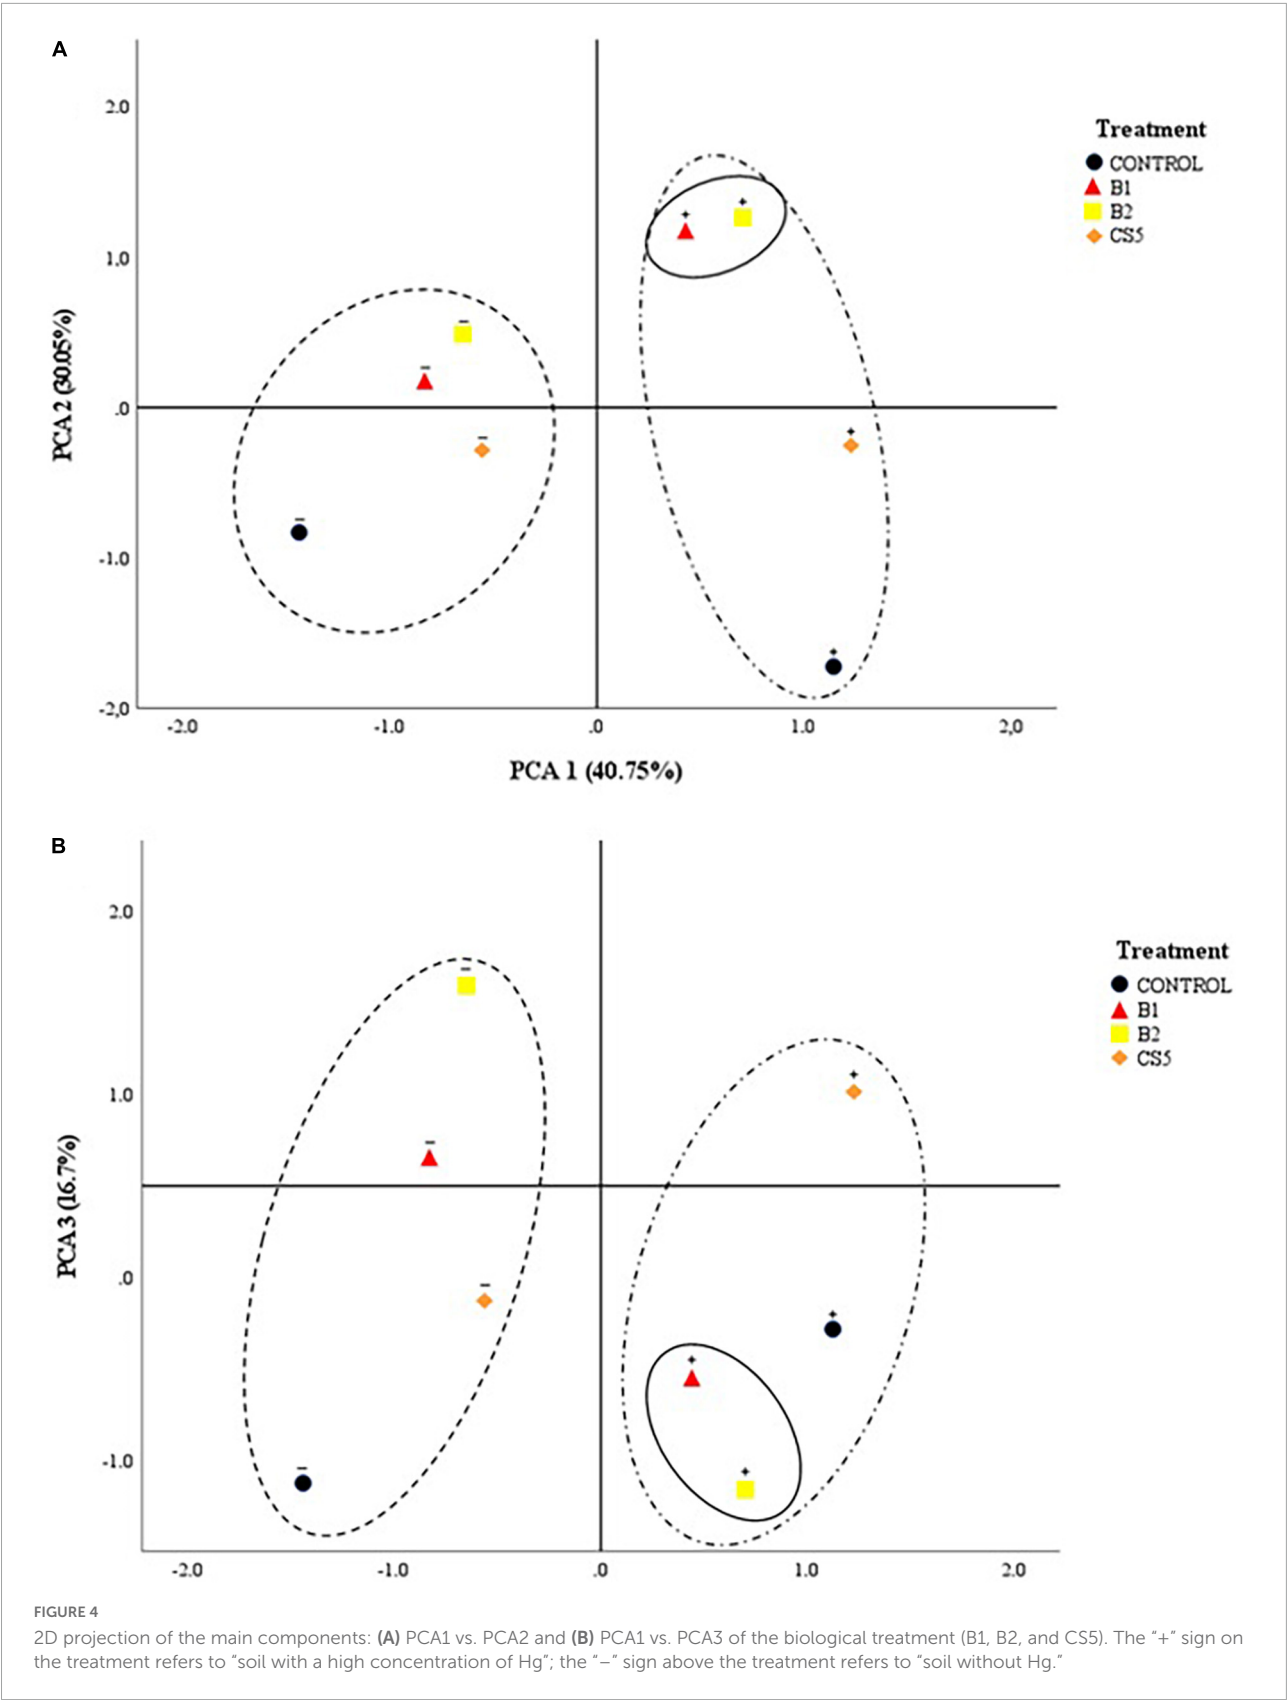 A
2.0
1.0
.0
-1.0
-2,0
PCA2 (30.05%)
-2.0 -1.0 .0 1.0 2,0
PCA 1 (40.75%)
Treatment
CONTROL
B1
B2
CS5
+ +
−
−
− +
−
+
B
2.0
1.0
.0
-1.0
PCA3 (16.7%)
-2.0 -1.0 .0 1.0 2.0
Treatment
CONTROL
B1
B2
CS5
−
+
−
−
+
+
− +
FIGURE 4
2D projection of the main components: (A) PCA1 vs. PCA2 and (B) PCA1 vs. PCA3 of the biological treatment (B1, B2, and CS5). The “+” sign on
the treatment refers to “soil with a high concentration of Hg”; the “−” sign above the treatment refers to “soil without Hg.”